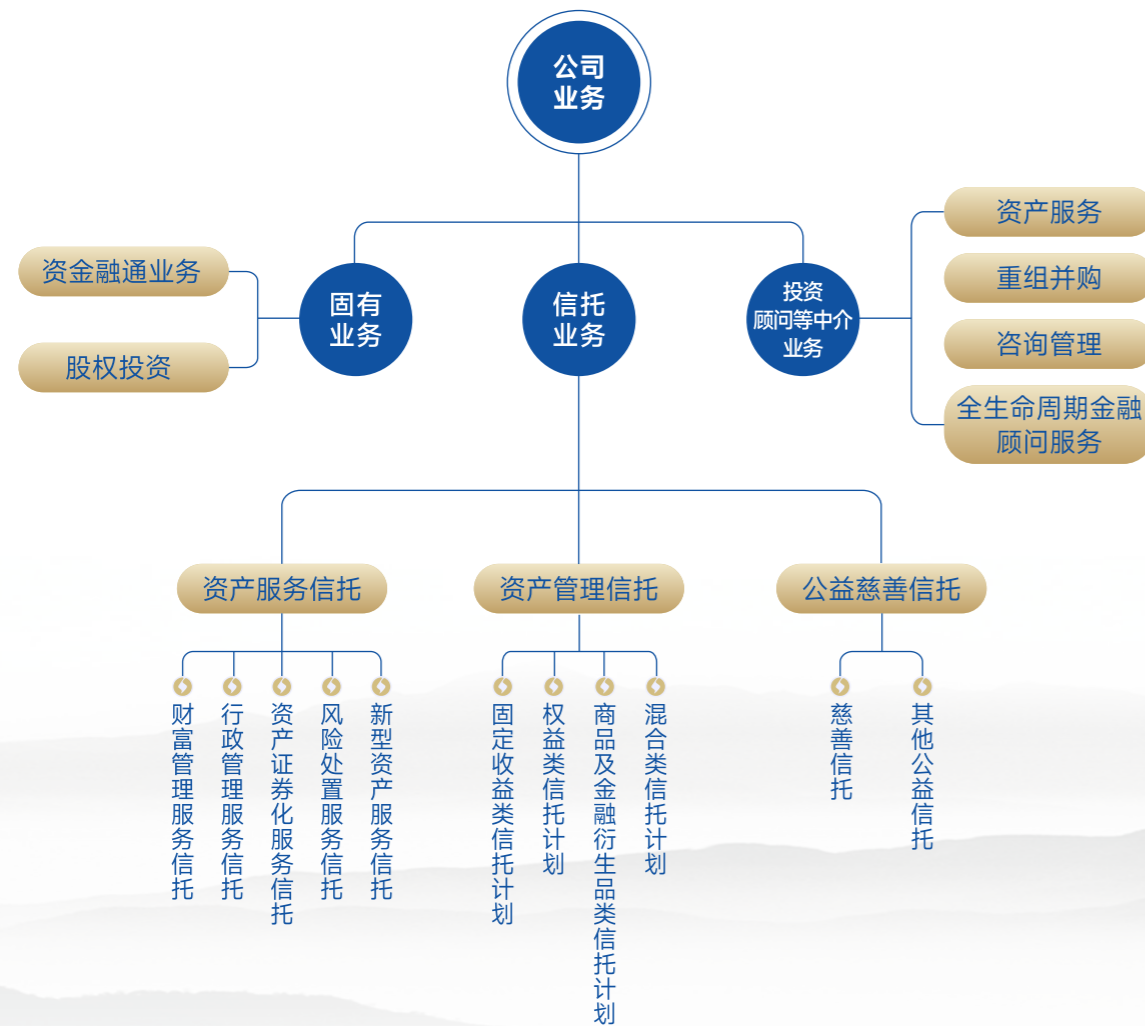 公司
业务
资金融通业务
股权投资
固有
业务
信托
业务
投资
顾问等中介
业务
资产服务
重组并购
咨询管理
全生命周期金融
顾问服务
资产服务信托
资产管理信托
公益慈善信托
财富管理服务信托
行政管理服务信托
资产证券化服务信托
风险处置服务信托
新型资产服务信托
固定收益类信托计划
权益类信托计划
商品及金融衍生品类信托计划
混合类信托计划
慈善信托
其他公益信托